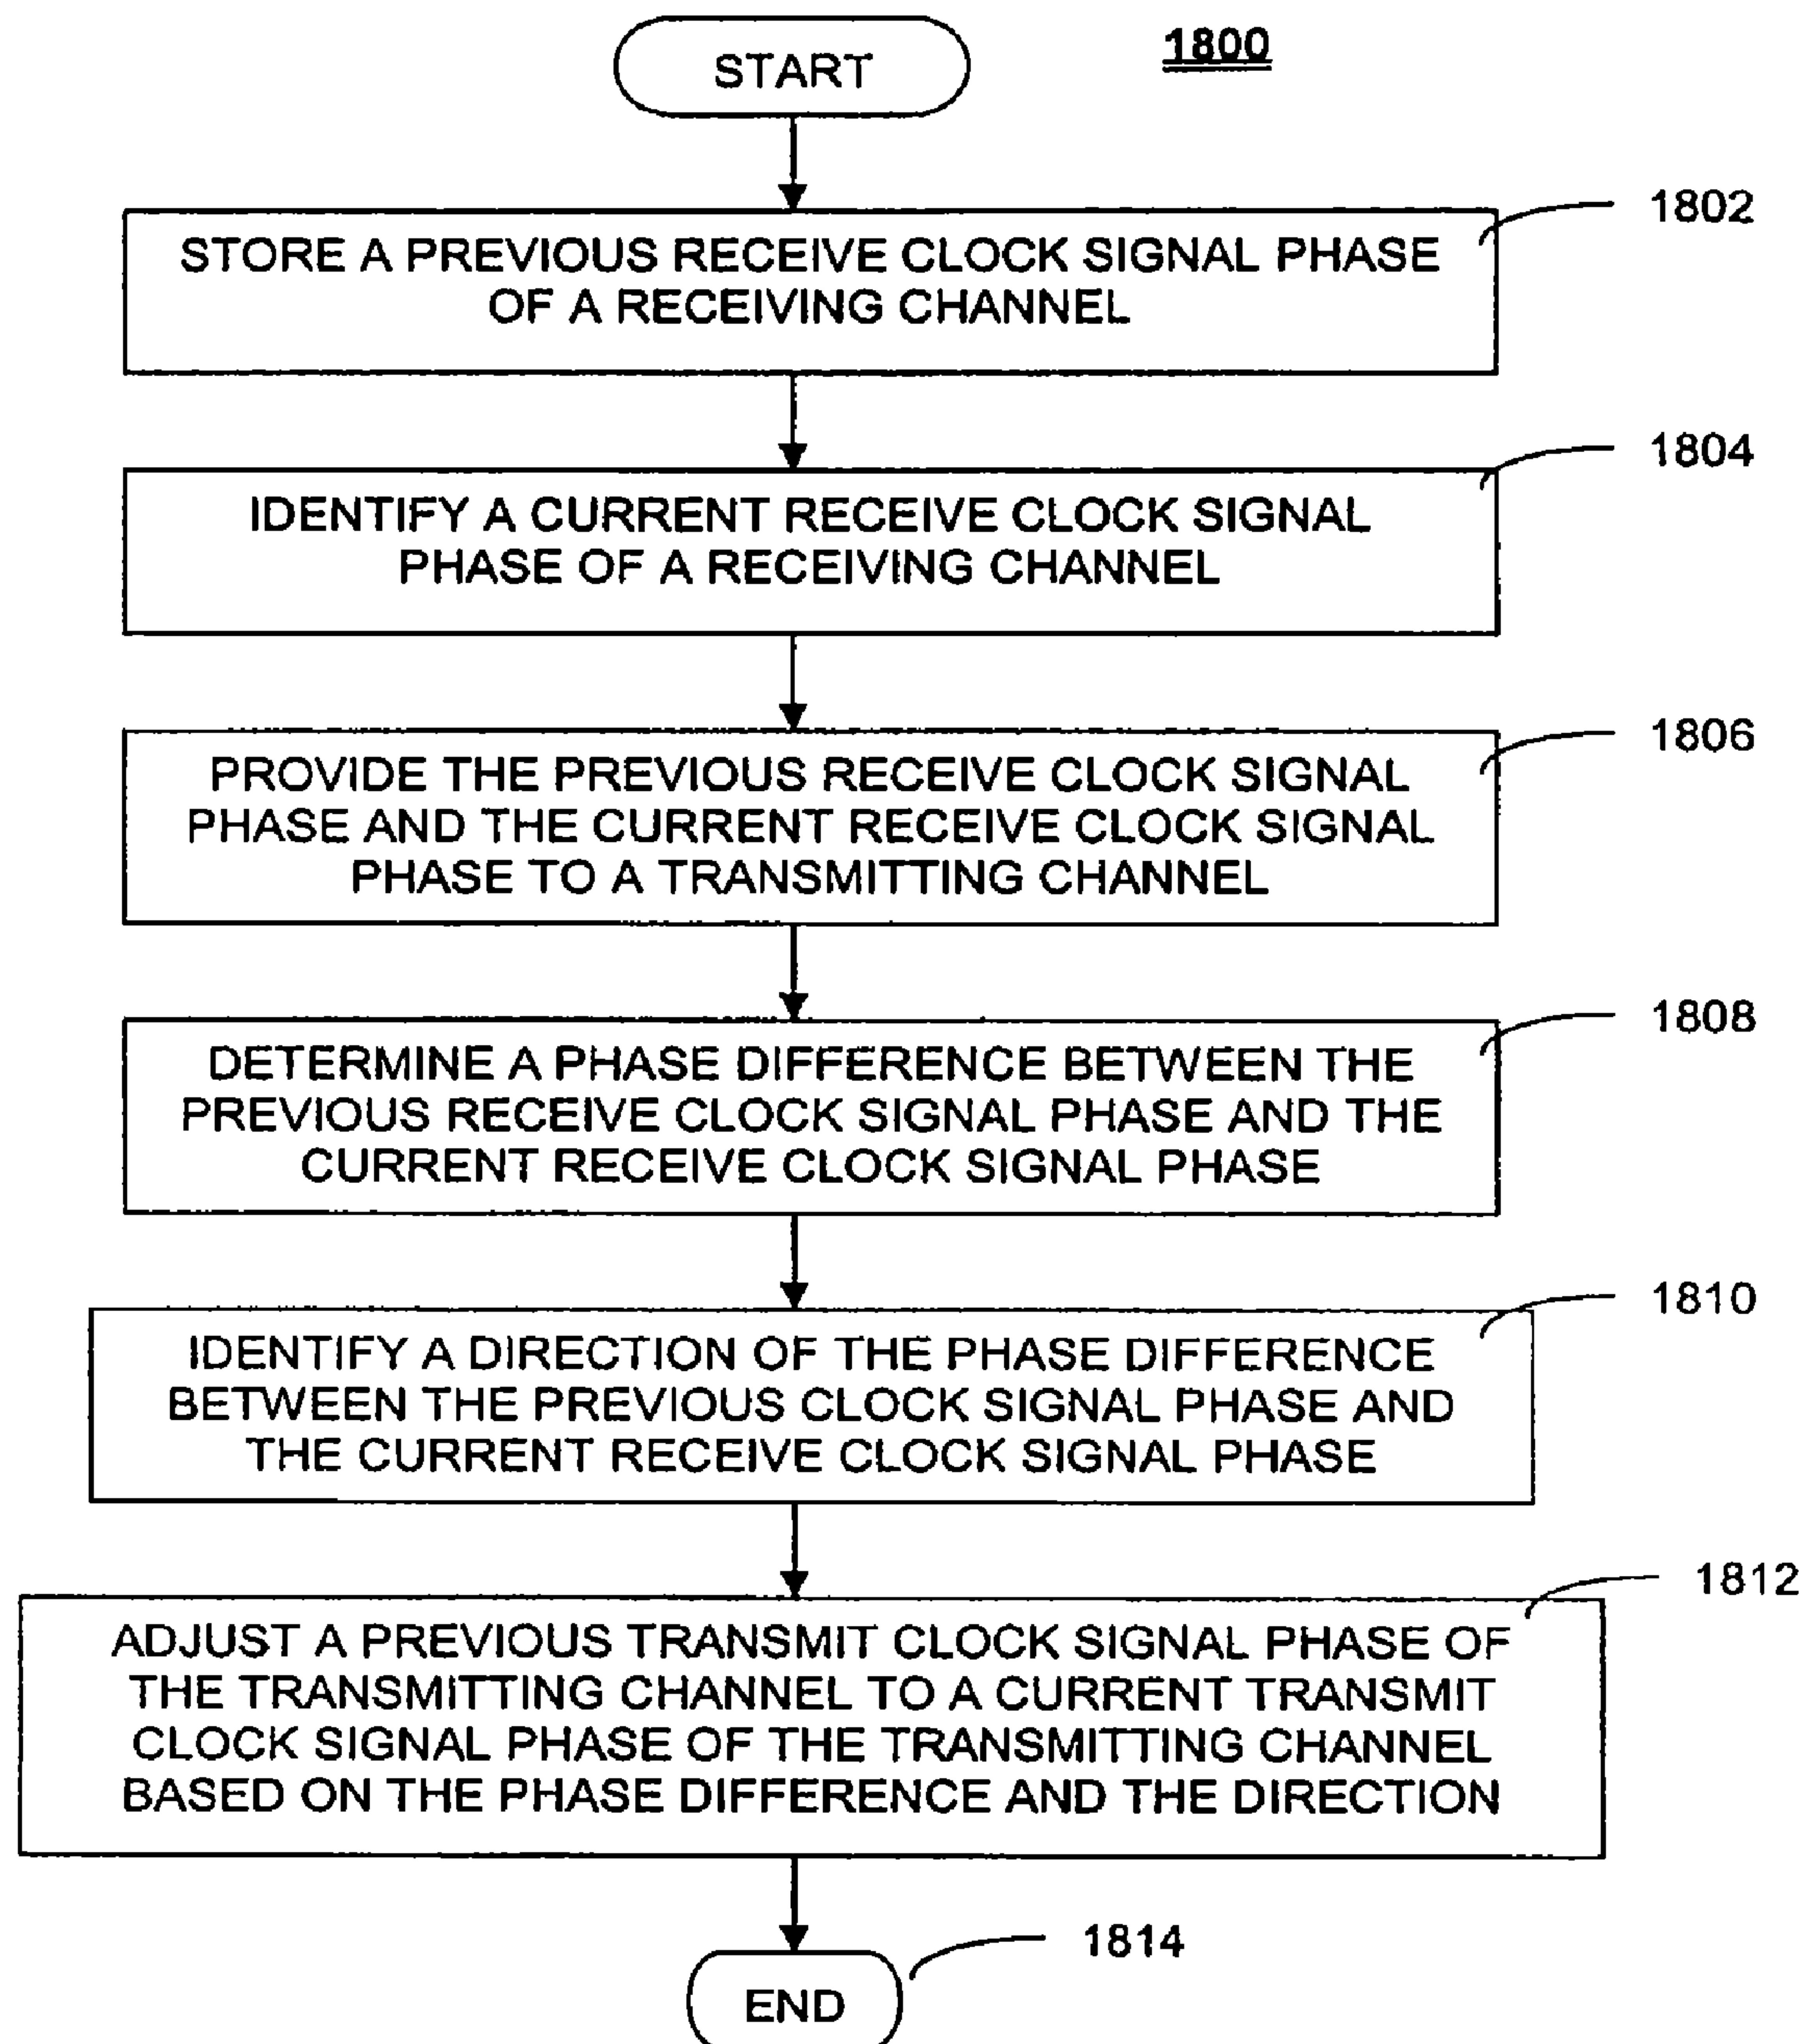 START
1800
1802
STORE A PREVIOUS RECEIVE CLOCK SIGNAL PHASE
OF A RECEIVING CHANNEL
1804
IDENTIFY A CURRENT RECEIVE CLOCK SIGNAL
PHASE OF A RECEIVING CHANNEL
1806
PROVIDE THE PREVIOUS RECEIVE CLOCK SIGNAL
PHASE AND THE CURRENT RECEIVE CLOCK SIGNAL
PHASE TO A TRANSMITTING CHANNEL
1808
DETERMINE A PHASE DIFFERENCE BETWEEN THE
PREVIOUS RECEIVE CLOCK SIGNAL PHASE AND THE
CURRENT RECEIVE CLOCK SIGNAL PHASE
1810
IDENTIFY A DIRECTION OF THE PHASE DIFFERENCE
BETWEEN THE PREVIOUS CLOCK SIGNAL PHASE AND
THE CURRENT RECEIVE CLOCK SIGNAL PHASE
1812
ADJUST A PREVIOUS TRANSMIT CLOCK SIGNAL PHASE OF
THE TRANSMITTING CHANNEL TO A CURRENT TRANSMIT
CLOCK SIGNAL PHASE OF THE TRANSMITTING CHANNEL
BASED ON THE PHASE DIFFERENCE AND THE DIRECTION
1814
END